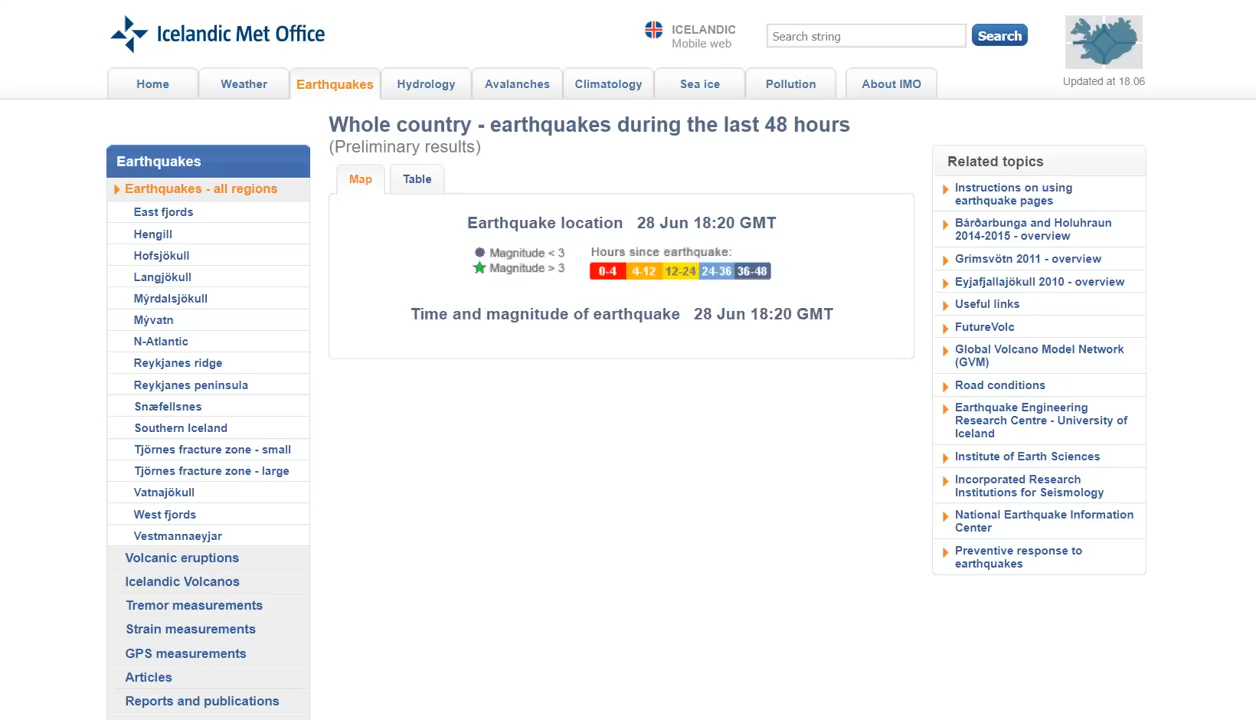 Icelandic Met Office
ICELANDIC
Mobile web
Search string
Search
Updated at 18.06
Home
Weather
Earthquakes
Hydrology
Avalanches
Climatology
Sea ice
Pollution
About IMO
Whole country - earthquakes during the last 48 hours
(Preliminary results)
Map
Table
Earthquakes
Earthquakes - all regions
East fjords
Hengill
Hofsjökull
Langjökull
Mýrdalsjökull
Mývatn
N-Atlantic
Reykjanes ridge
Reykjanes peninsula
Snæfellsnes
Southern Iceland
Tjörnes fracture zone - small
Tjörnes fracture zone - large
Vatnajökull
West fjords
Vestmannaeyjar
Volcanic eruptions
Icelandic Volcanos
Tremor measurements
Strain measurements
GPS measurements
Articles
Reports and publications
Earthquake location 28 Jun 18:20 GMT
Magnitude < 3
Magnitude > 3
Hours since earthquake:
0-4 4-12 12-24 24-36 36-48
Time and magnitude of earthquake 28 Jun 18:20 GMT
Related topics
Instructions on using
earthquake pages
Bárðarbunga and Holuhraun
2014-2015 - overview
Grimsvötn 2011 - overview
Eyjafjallajökull 2010 - overview
Useful links
FutureVolc
Global Volcano Model Network
(GVM)
Road conditions
Earthquake Engineering
Research Centre - University of
Iceland
Institute of Earth Sciences
Incorporated Research
Institutions for Seismology
National Earthquake Information
Center
Preventive response to
earthquakes